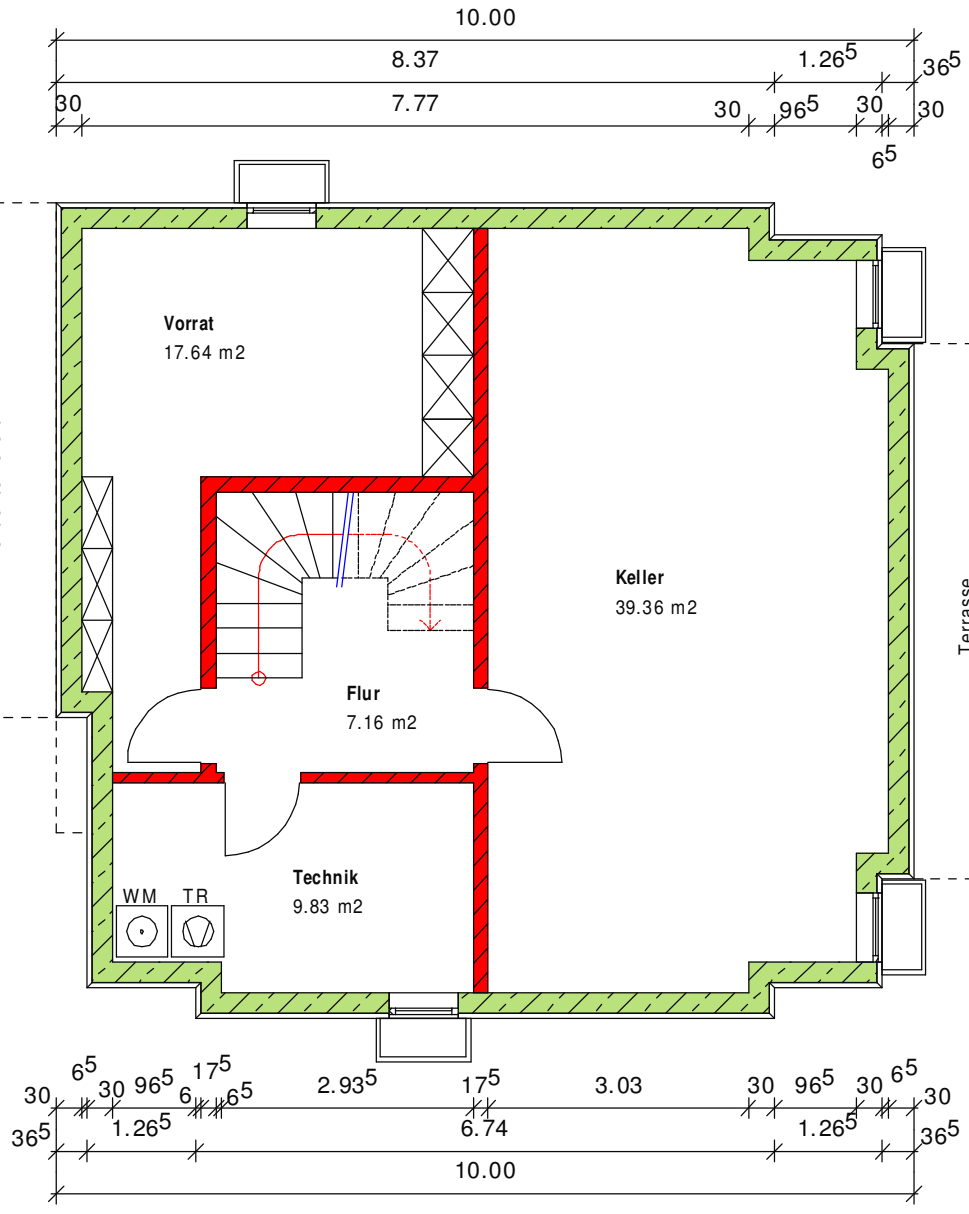 10.00
8.37 1.26⁵ 36⁵
30 7.77 30 96⁵ 30 30
6⁵
Vorrat
17.64 m2
Keller
39.36 m2
Terrasse
Flur
7.16 m2
Technik
9.83 m2
WM TR
30 6⁵ 30 96⁵ 6 17⁵ 6⁵ 2.93⁵ 17⁵ 3.03 30 96⁵ 30 6⁵ 30
36⁵ 1.26⁵ 6.74 1.26⁵ 36⁵
10.00